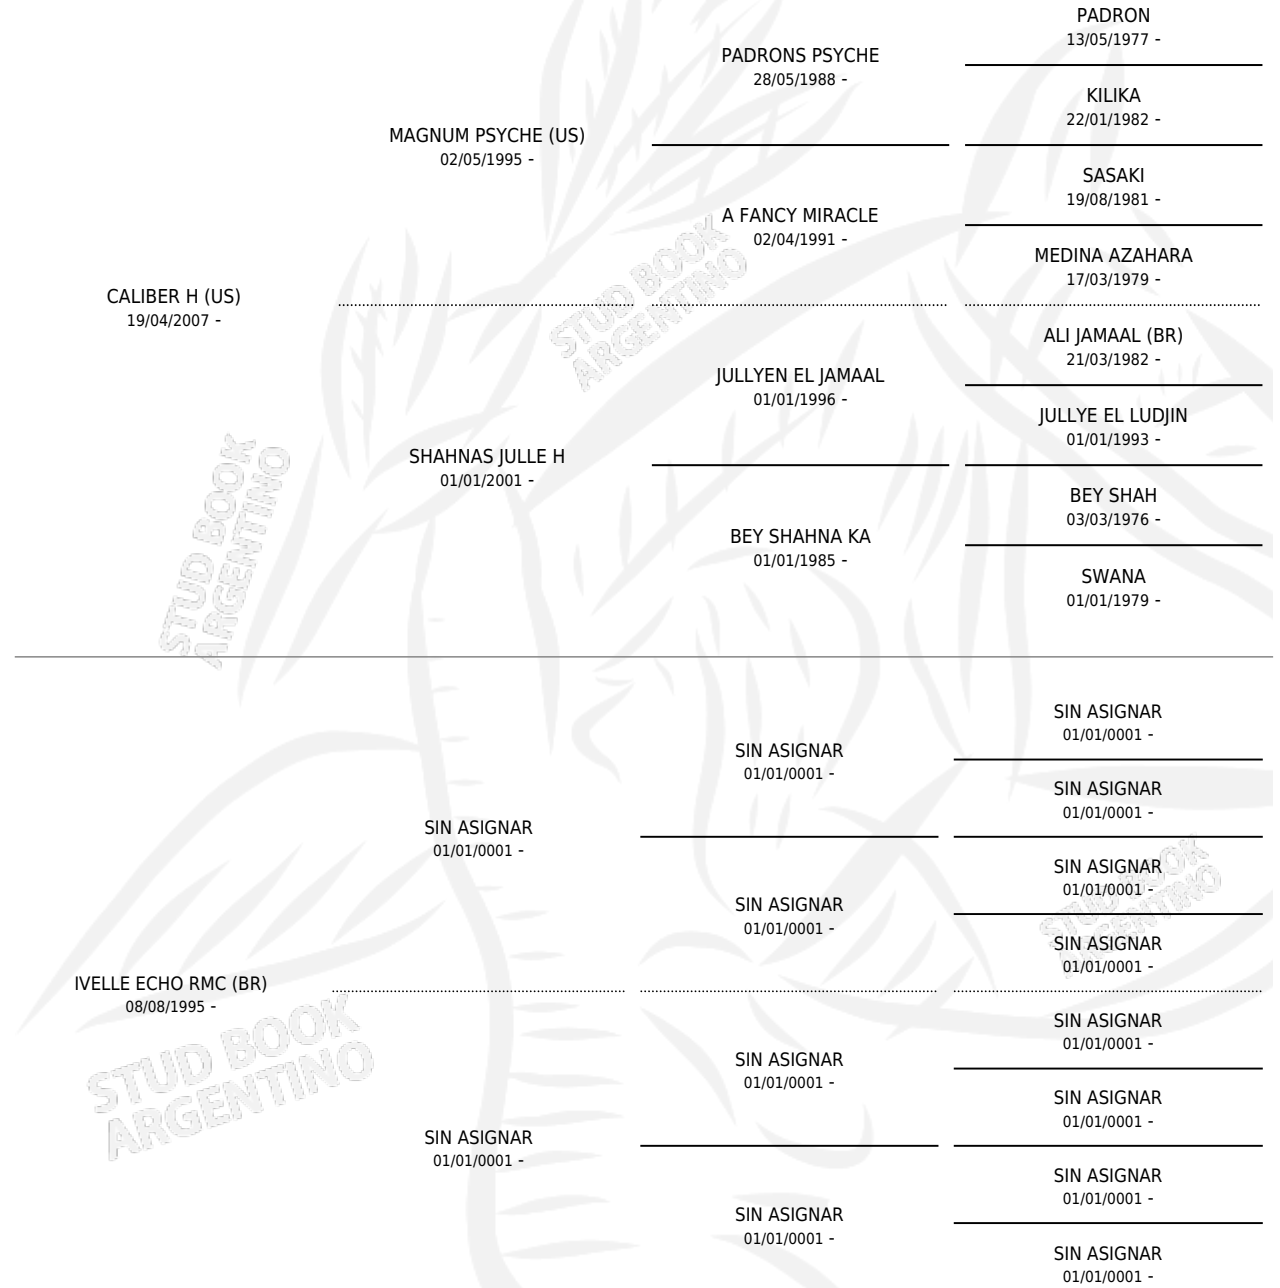 PADRON
13/05/1977 -
PADRONS PSYCHE
28/05/1988 -
KILIKA
22/01/1982 -
MAGNUM PSYCHE (US)
02/05/1995 -
SASAKI
19/08/1981 -
A FANCY MIRACLE
02/04/1991 -
MEDINA AZAHARA
17/03/1979 -
CALIBER H (US)
19/04/2007 -
ALI JAMAAL (BR)
21/03/1982 -
JULLYEN EL JAMAAL
01/01/1996 -
JULLYE EL LUDJIN
01/01/1993 -
SHAHNAS JULLE H
01/01/2001 -
BEY SHAH
03/03/1976 -
BEY SHAHNA KA
01/01/1985 -
SWANA
01/01/1979 -
STUD BOOK
ARGENTINO
STUD BOOK
ARGENTINO
SIN ASIGNAR
01/01/0001 -
SIN ASIGNAR
01/01/0001 -
SIN ASIGNAR
01/01/0001 -
SIN ASIGNAR
01/01/0001 -
SIN ASIGNAR
01/01/0001 -
SIN ASIGNAR
01/01/0001 -
SIN ASIGNAR
01/01/0001 -
IVELLE ECHO RMC (BR)
08/08/1995 -
SIN ASIGNAR
01/01/0001 -
SIN ASIGNAR
01/01/0001 -
SIN ASIGNAR
01/01/0001 -
SIN ASIGNAR
01/01/0001 -
SIN ASIGNAR
01/01/0001 -
SIN ASIGNAR
01/01/0001 -
SIN ASIGNAR
01/01/0001 -
STUD BOOK
ARGENTINO
STUD BOOK
ARGENTINO